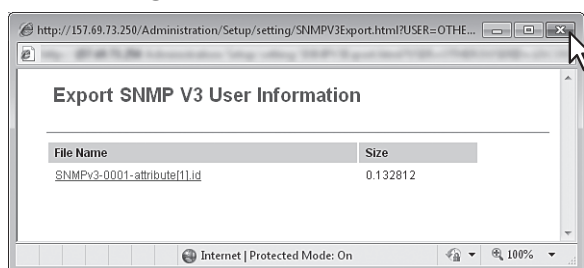 http://157.69.73.250/Administration/Setup/setting/SNMPV3Export.html?USER=OTHE...
Export SNMP V3 User Information
File Name Size
SNMPv3-0001-attribute[1].id 0.132812
Internet | Protected Mode: On 100%